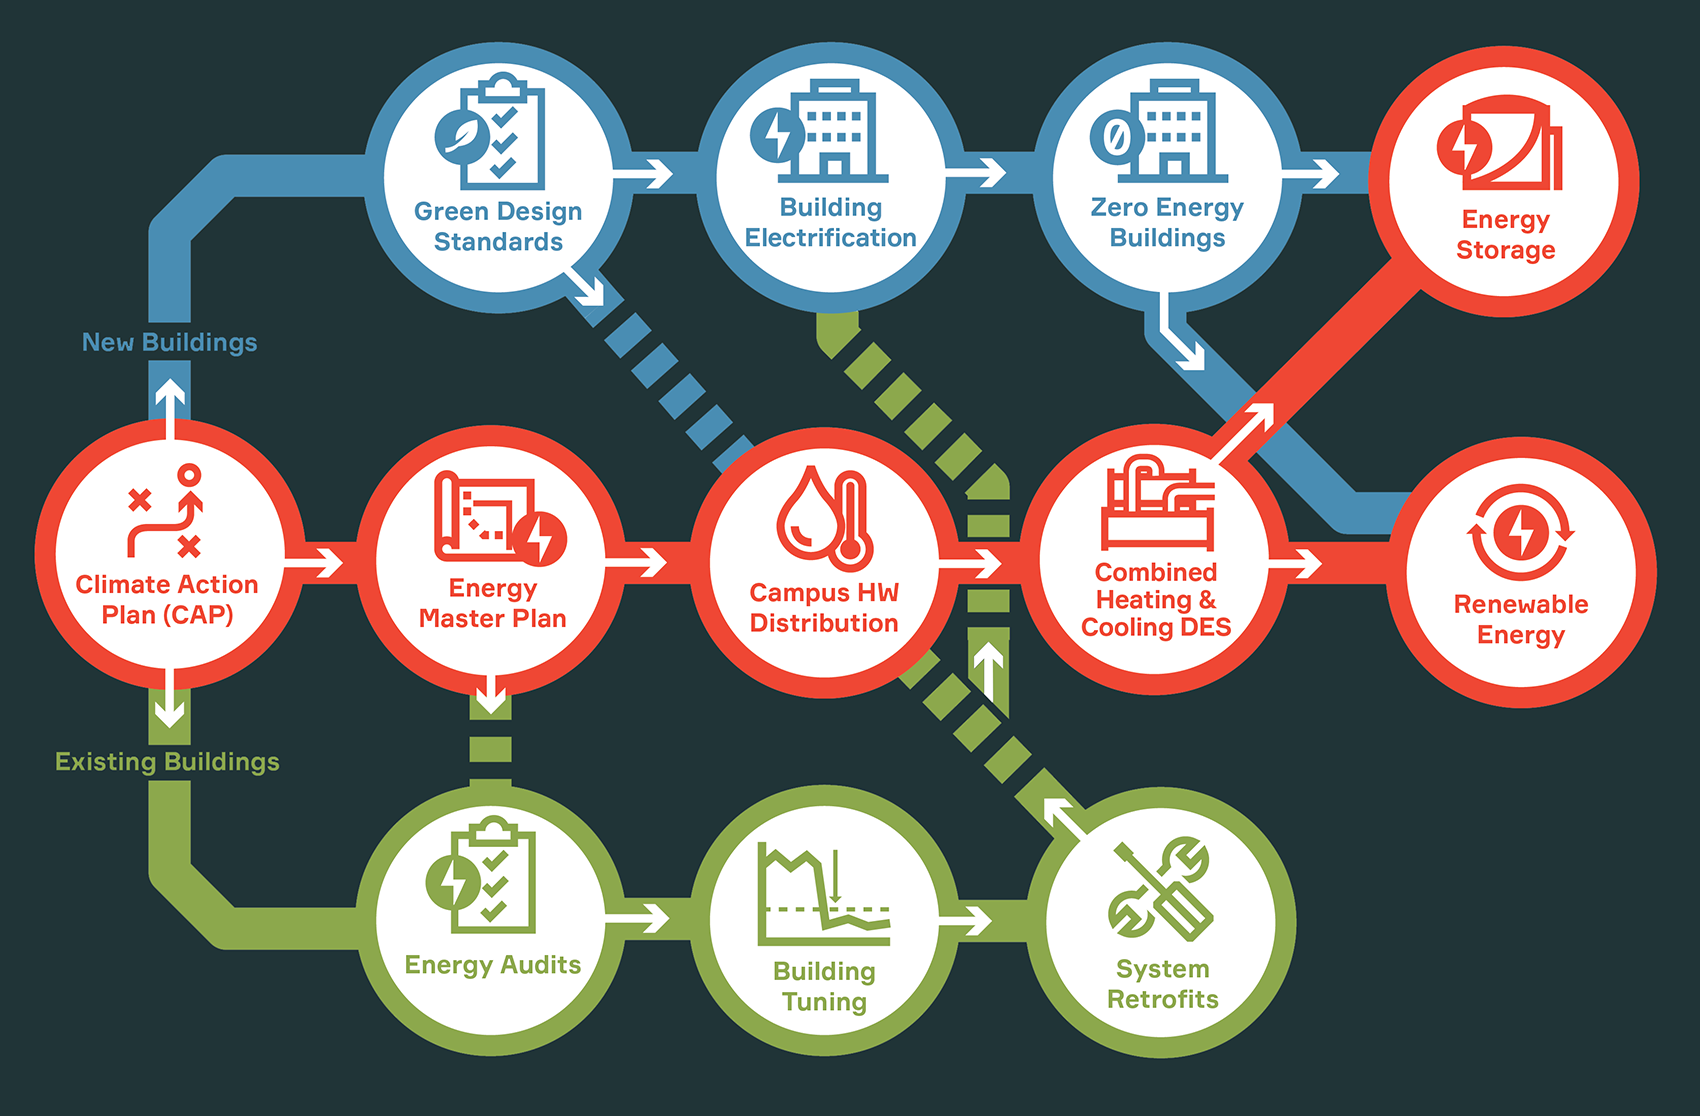 Green Design
Standards
Building
Electrification
Zero Energy
Buildings
Energy
Storage
New Buildings
Climate Action
Plan (CAP)
Energy
Master Plan
Campus HW
Distribution
Combined
Heating &
Cooling DES
Renewable
Energy
Existing Buildings
Energy Audits
Building
Tuning
System
Retrofits